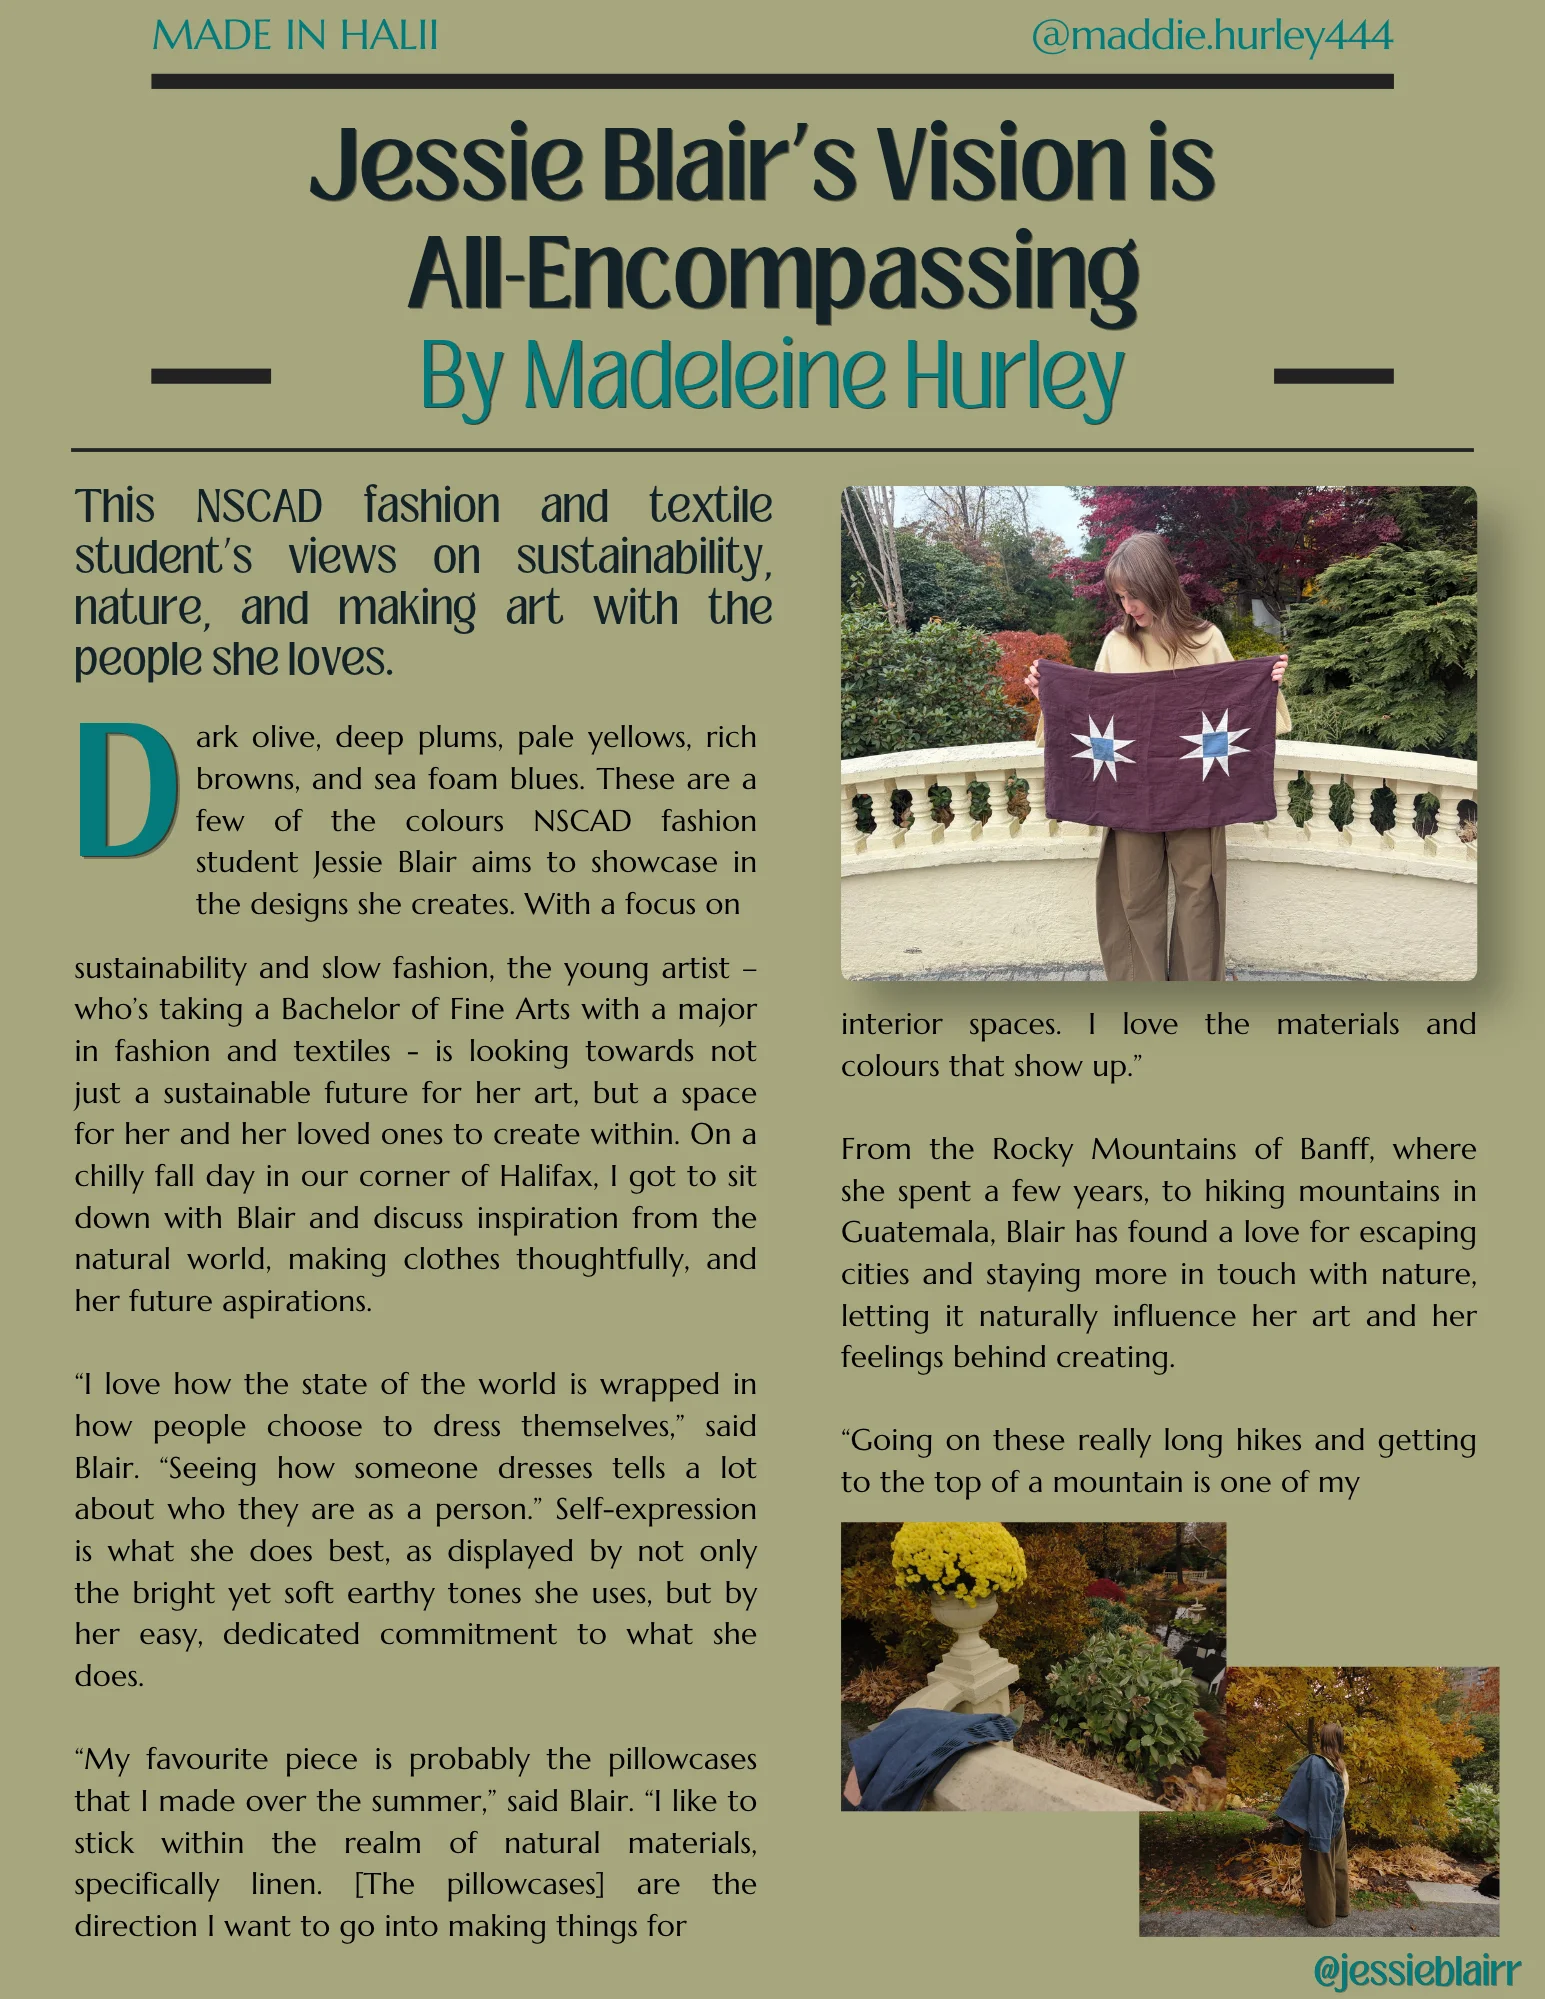 MADE IN HALII
@maddie.hurley444
Jessie Blair’s Vision is
All-Encompassing
By Madeleine Hurley
This NSCAD fashion and textile
student’s views on sustainability,
nature, and making art with the
people she loves.
Dark olive, deep plums, pale yellows, rich
browns, and sea foam blues. These are a
few of the colours NSCAD fashion
student Jessie Blair aims to showcase in
the designs she creates. With a focus on
sustainability and slow fashion, the young artist –
who’s taking a Bachelor of Fine Arts with a major
in fashion and textiles - is looking towards not
just a sustainable future for her art, but a space
for her and her loved ones to create within. On a
chilly fall day in our corner of Halifax, I got to sit
down with Blair and discuss inspiration from the
natural world, making clothes thoughtfully, and
her future aspirations.
“I love how the state of the world is wrapped in
how people choose to dress themselves,” said
Blair. “Seeing how someone dresses tells a lot
about who they are as a person.” Self-expression
is what she does best, as displayed by not only
the bright yet soft earthy tones she uses, but by
her easy, dedicated commitment to what she
does.
“My favourite piece is probably the pillowcases
that I made over the summer,” said Blair. “I like to
stick within the realm of natural materials,
specifically linen. [The pillowcases] are the
direction I want to go into making things for
interior spaces. I love the materials and
colours that show up.”
From the Rocky Mountains of Banff, where
she spent a few years, to hiking mountains in
Guatemala, Blair has found a love for escaping
cities and staying more in touch with nature,
letting it naturally influence her art and her
feelings behind creating.
“Going on these really long hikes and getting
to the top of a mountain is one of my
@jessieblairr